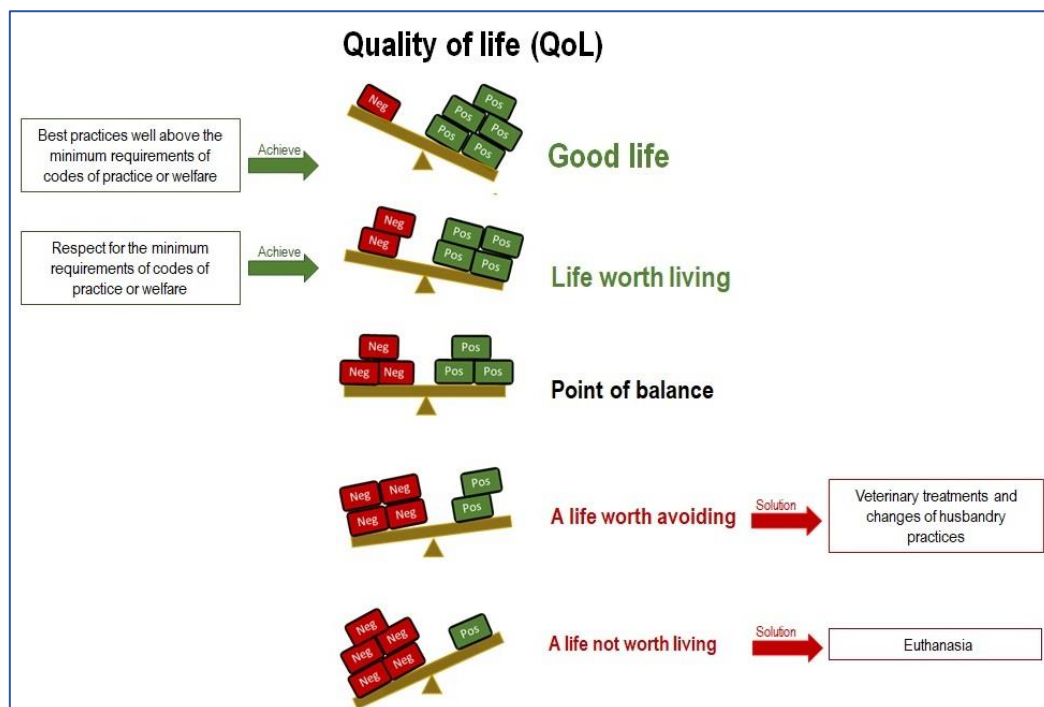 Quality of life (QoL)
Best practices well above the
minimum requirements of
codes of practice or welfare
Achieve
Neg
Pos
Pos Pos
Pos Pos
Good life
Respect for the minimum
requirements of codes of
practice or welfare
Achieve
Neg
Neg
Pos Pos
Pos Pos
Life worth living
Neg
Neg Neg
Pos
Pos Pos
Point of balance
Neg Neg
Neg Neg
Pos
Pos
A life worth avoiding
Solution
Veterinary treatments and
changes of husbandry
practices
Neg
Neg Neg
Neg Neg
Pos
A life not worth living
Solution
Euthanasia